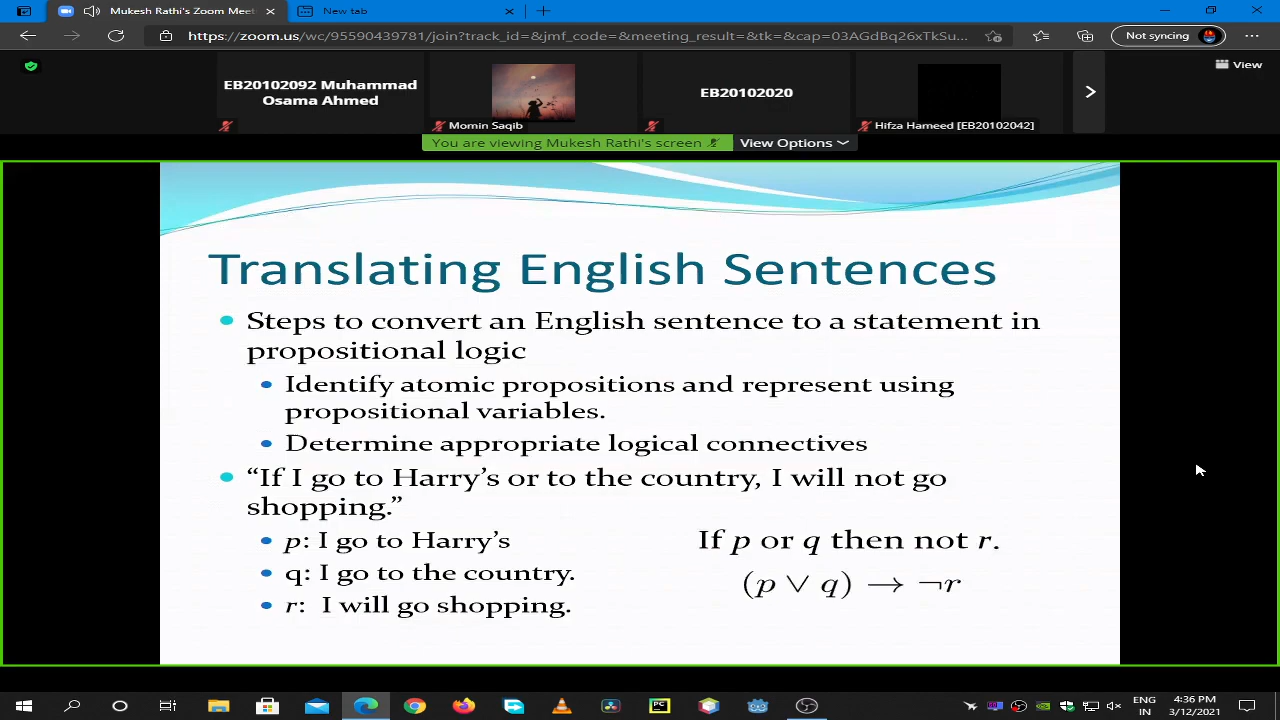 Mukesh Rathi's Zoom Meet
New tab
https://zoom.us/wc/95590439781/join?track_id=&jmf_code=&meeting_result=&tk=&cap=03AGdBq26xTkSu...
Not syncing
View
EB20102092 Muhammad
Osama Ahmed
Momin Saqib
EB20102020
Hifza Hameed [EB20102042]
You are viewing Mukesh Rathi's screen
View Options
Translating English Sentences
Steps to convert an English sentence to a statement in
propositional logic
Identify atomic propositions and represent using
propositional variables.
Determine appropriate logical connectives
“If I go to Harry’s or to the country, I will not go
shopping.”
p: I go to Harry’s
q: I go to the country.
r: I will go shopping.
If p or q then not r.
(p ∨ q) → ¬r
PC
ENG
IN
4:36 PM
3/12/2021